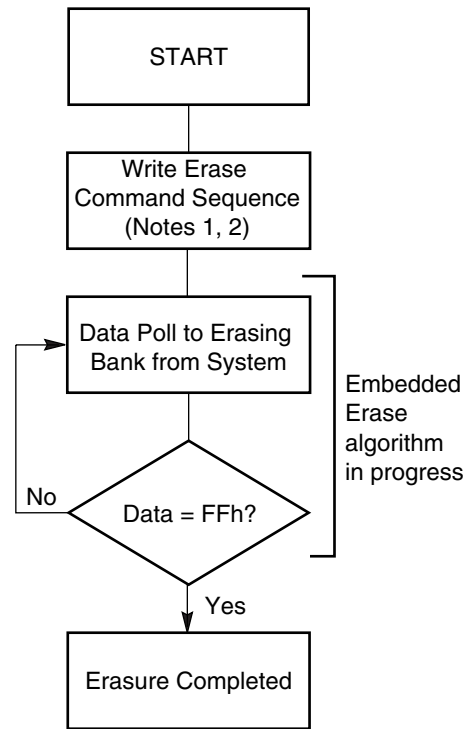 START
Write Erase
Command Sequence
(Notes 1, 2)
Data Poll to Erasing
Bank from System
Embedded
Erase
algorithm
in progress
No
Data = FFh?
Yes
Erasure Completed